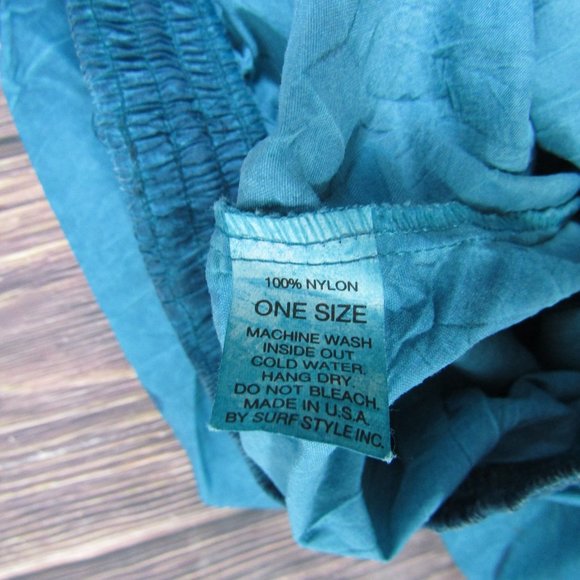 100% NYLON
ONE SIZE
MACHINE WASH
INSIDE OUT
COLD WATER.
HANG DRY.
DO NOT BLEACH.
MADE IN U.S.A.
BY SURF STYLE INC.